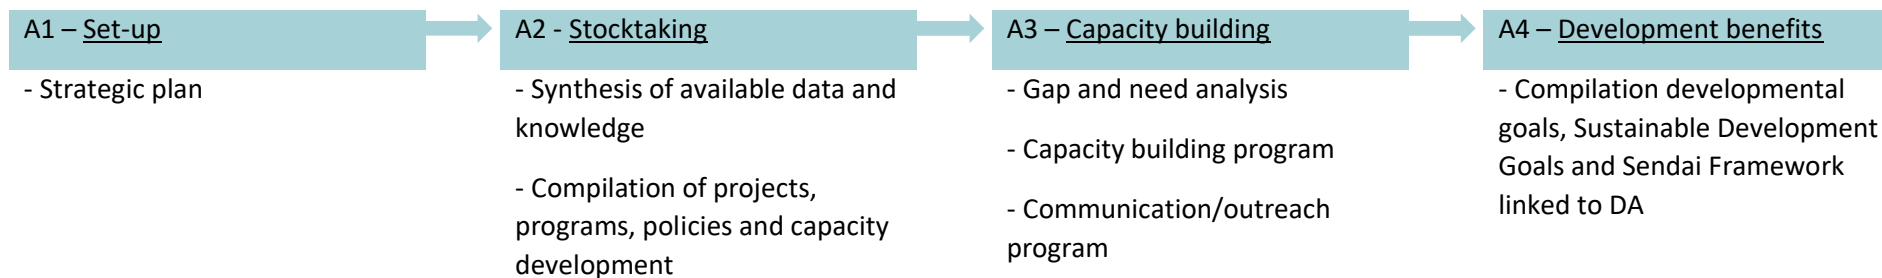 A1 – Set-up
- Strategic plan
A2 - Stocktaking
- Synthesis of available data and
knowledge
- Compilation of projects,
programs, policies and capacity
development
A3 – Capacity building
- Gap and need analysis
- Capacity building program
- Communication/outreach
program
A4 – Development benefits
- Compilation developmental
goals, Sustainable Development
Goals and Sendai Framework
linked to DA